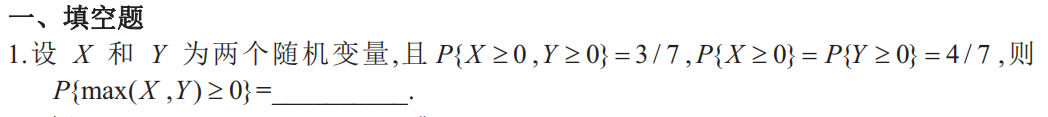 一、填空题
1.设 X 和 Y 为两个随机变量,且 P{X ≥ 0 , Y ≥ 0} = 3 / 7 , P{X ≥ 0} = P{Y ≥ 0} = 4 / 7 , 则
P{max(X , Y) ≥ 0} = __________.